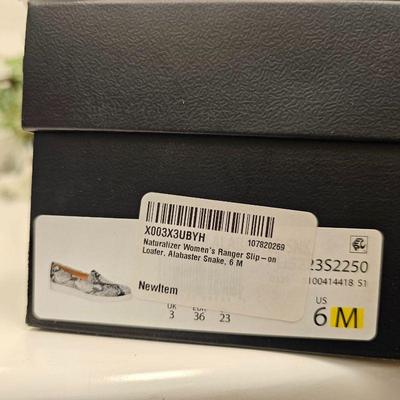 X003X3UBYH
107820269
Naturalizer Women's Ranger Slip-on
Loafer, Alabaster Snake, 6 M
NewItem
23S2250
100414418 S1
UK EUR
3 36 23
US
6 M